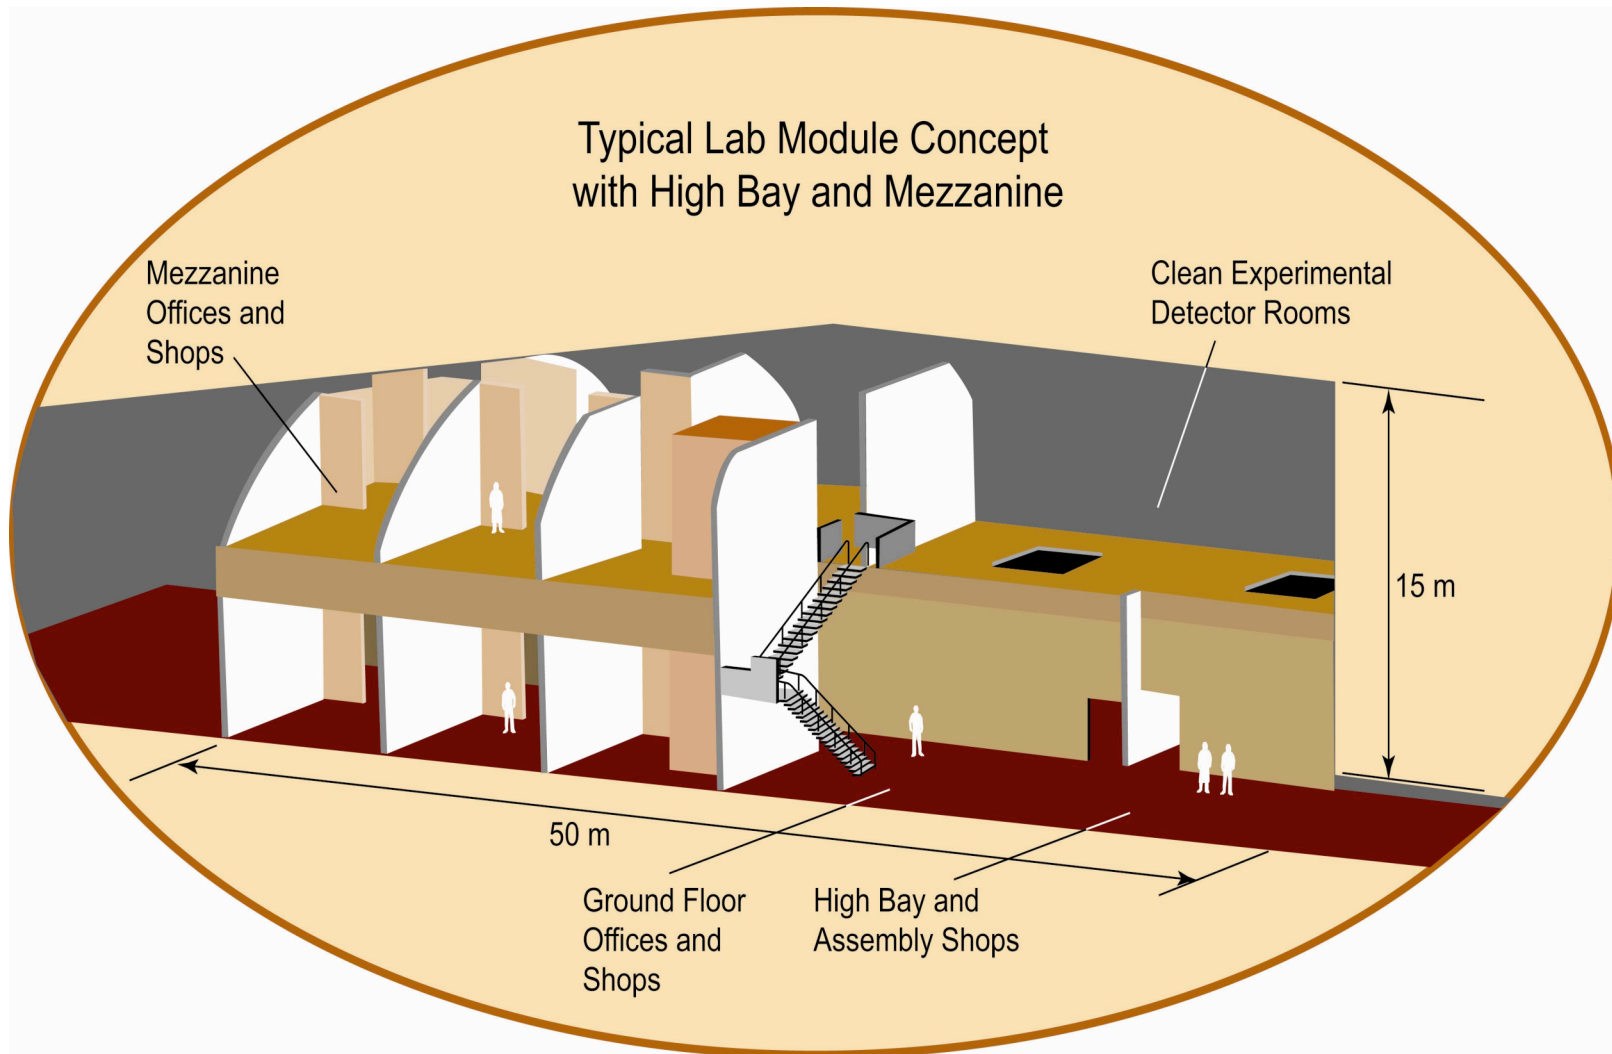 Typical Lab Module Concept
with High Bay and Mezzanine
Mezzanine
Offices and
Shops
Clean Experimental
Detector Rooms
15 m
50 m
Ground Floor
Offices and
Shops
High Bay and
Assembly Shops